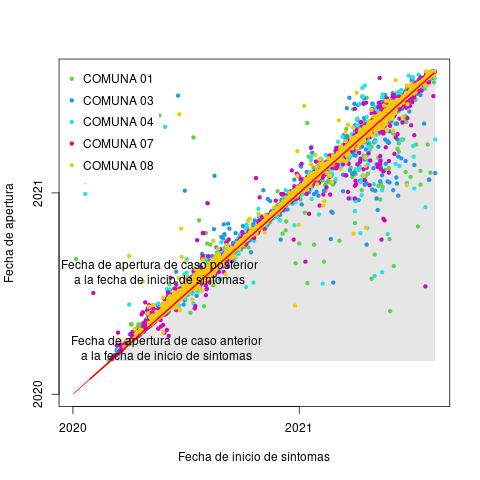 COMUNA 01
COMUNA 03
COMUNA 04
COMUNA 07
COMUNA 08
Fecha de apertura
2021
2020
Fecha de apertura de caso posterior
a la fecha de inicio de síntomas
Fecha de apertura de caso anterior
a la fecha de inicio de sintomas
2020
2021
Fecha de inicio de síntomas